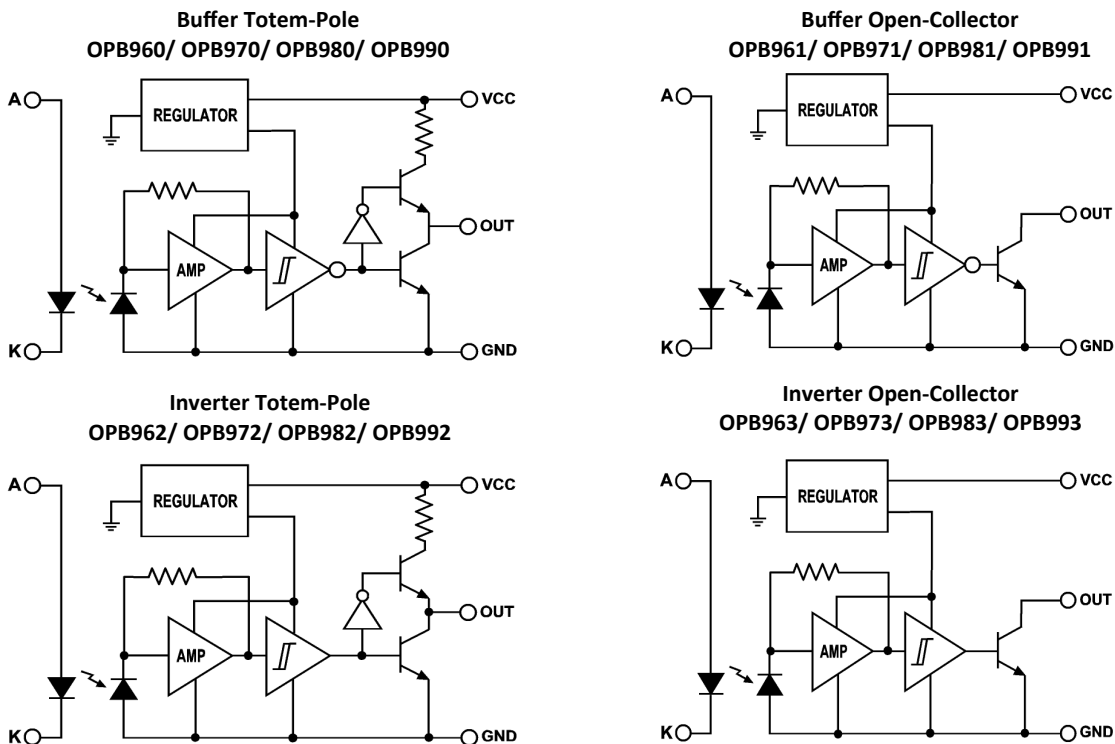 Buffer Totem-Pole
OPB960/ OPB970/ OPB980/ OPB990
A
REGULATOR
VCC
OUT
AMP
K
GND
Buffer Open-Collector
OPB961/ OPB971/ OPB981/ OPB991
A
REGULATOR
VCC
OUT
AMP
K
GND
Inverter Totem-Pole
OPB962/ OPB972/ OPB982/ OPB992
A
REGULATOR
VCC
OUT
AMP
K
GND
Inverter Open-Collector
OPB963/ OPB973/ OPB983/ OPB993
A
REGULATOR
VCC
OUT
AMP
K
GND